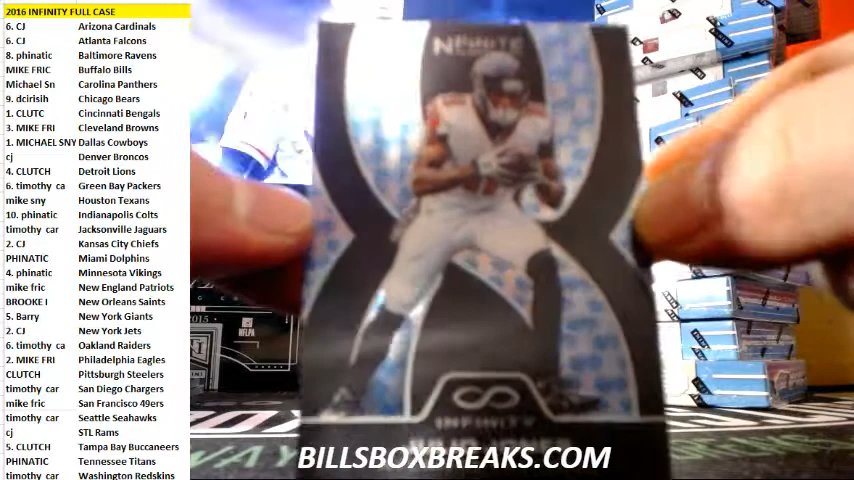 2016 INFINITY FULL CASE
6. CJ Arizona Cardinals
6. CJ Atlanta Falcons
8. phinatic Baltimore Ravens
MIKE FRIC Buffalo Bills
Michael Sn Carolina Panthers
9. dcirisih Chicago Bears
1. CLUTC Cincinnati Bengals
3. MIKE FRI Cleveland Browns
1. MICHAEL SNY Dallas Cowboys
cj Denver Broncos
4. CLUTCH Detroit Lions
6. timothy ca Green Bay Packers
mike sny Houston Texans
10. phinatic Indianapolis Colts
timothy car Jacksonville Jaguars
2. CJ Kansas City Chiefs
PHINATIC Miami Dolphins
4. phinatic Minnesota Vikings
mike fric New England Patriots
BROOKE I New Orleans Saints
5. Barry New York Giants
2. CJ New York Jets
6. timothy ca Oakland Raiders
2. MIKE FRI Philadelphia Eagles
CLUTCH Pittsburgh Steelers
timothy car San Diego Chargers
mike fric San Francisco 49ers
timothy car Seattle Seahawks
cj STL Rams
5. CLUTCH Tampa Bay Buccaneers
PHINATIC Tennessee Titans
timothy car Washington Redskins
INFINITY
JULIO JONES
2015
NFLPA
BILLSBOXBREAKS.COM